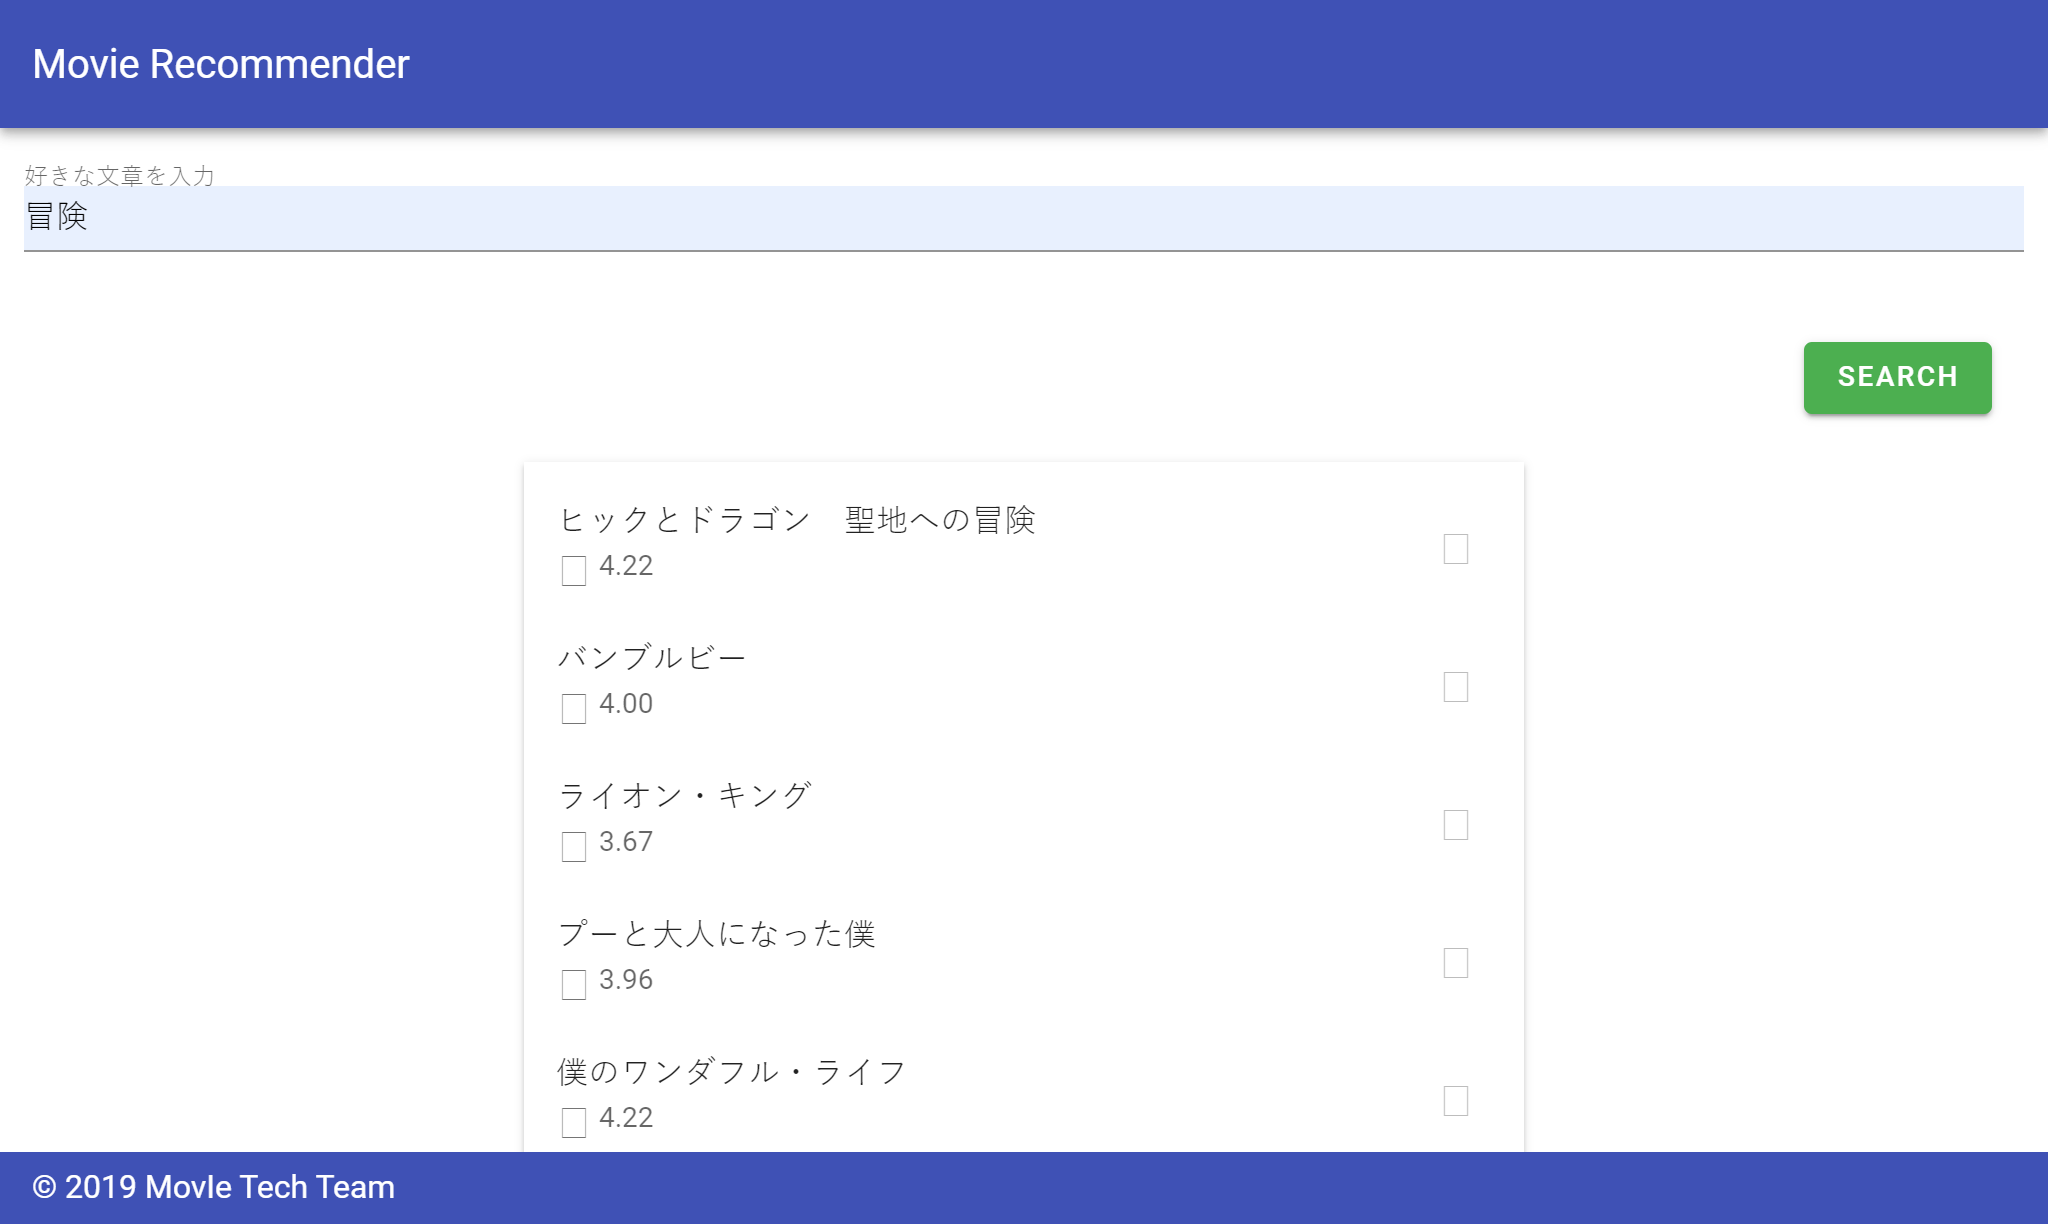 Movie Recommender
好きな文章を入力
冒険
SEARCH
ヒックとドラゴン　聖地への冒険
4.22
バンブルビー
4.00
ライオン・キング
3.67
プーと大人になった僕
3.96
僕のワンダフル・ライフ
4.22
© 2019 MovIe Tech Team